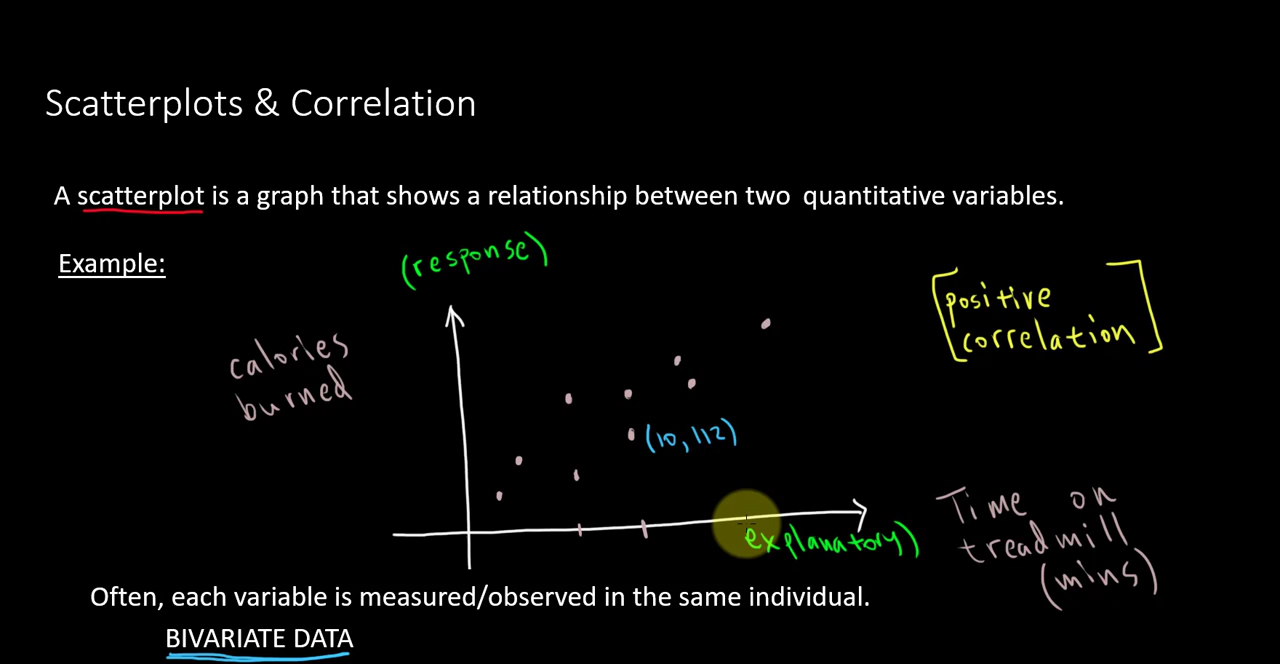 Scatterplots & Correlation
A scatterplot is a graph that shows a relationship between two quantitative variables.
Example:
(response)
positive
correlation
calories
burned
(10, 112)
Time on
treadmill
(mins)
explanatory)
Often, each variable is measured/observed in the same individual.
BIVARIATE DATA